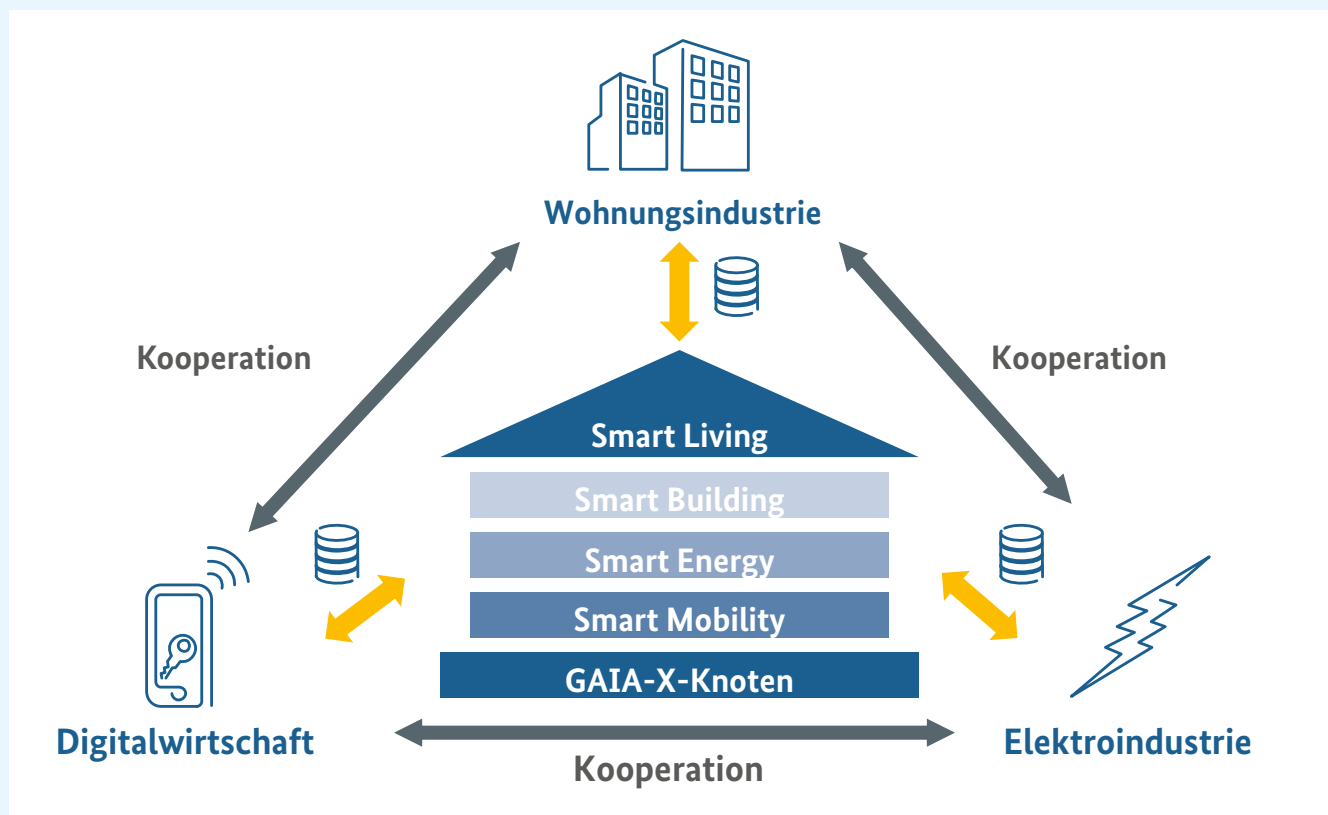 Wohnungsindustrie
Kooperation
Kooperation
Smart Living
Smart Building
Smart Energy
Smart Mobility
GAIA-X-Knoten
Digitalwirtschaft
Elektroindustrie
Kooperation